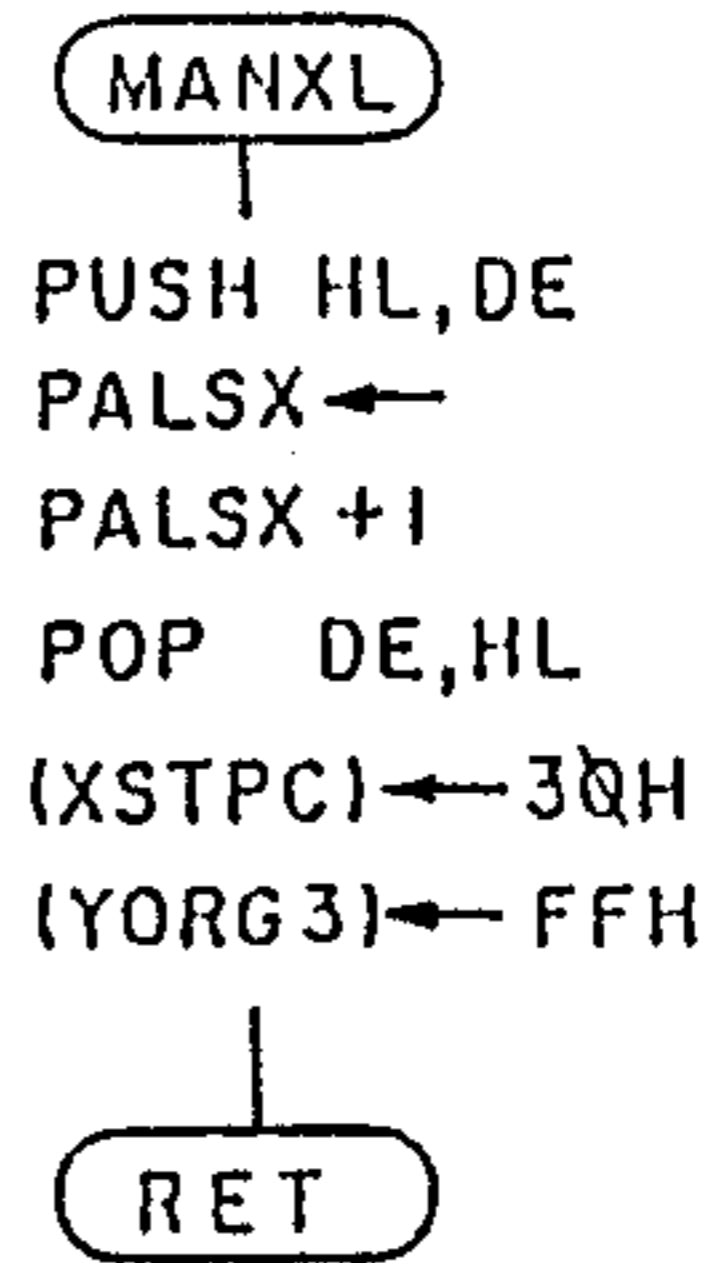 MANXL
PUSH HL,DE
PALSX ←
PALSX +1
POP DE,HL
(XSTPC) ← 30H
(YORG3) ← FFH
RET